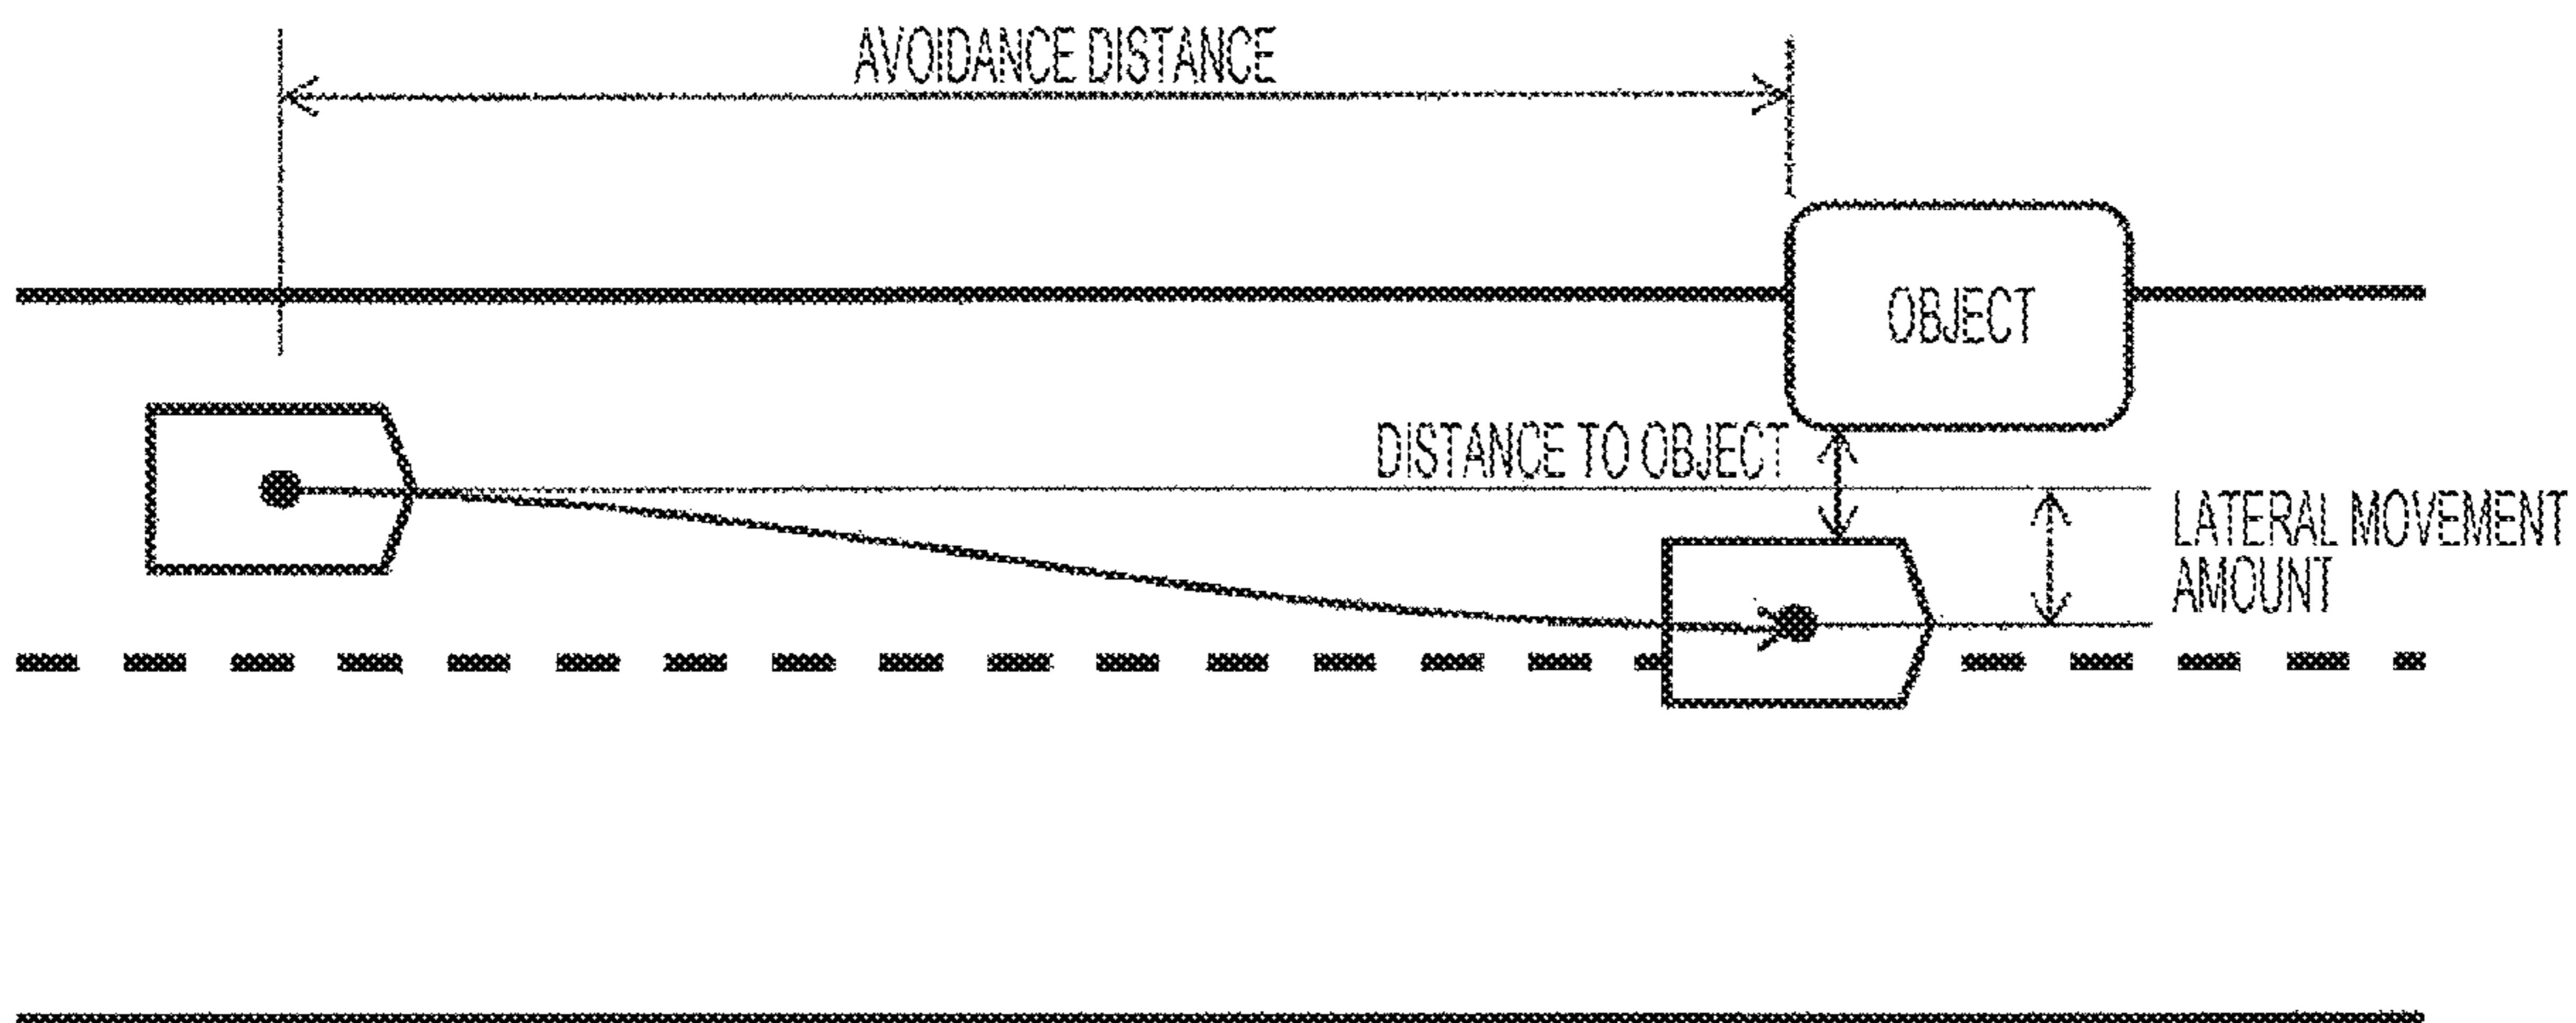 AVOIDANCE DISTANCE
OBJECT
DISTANCE TO OBJECT
LATERAL MOVEMENT
AMOUNT